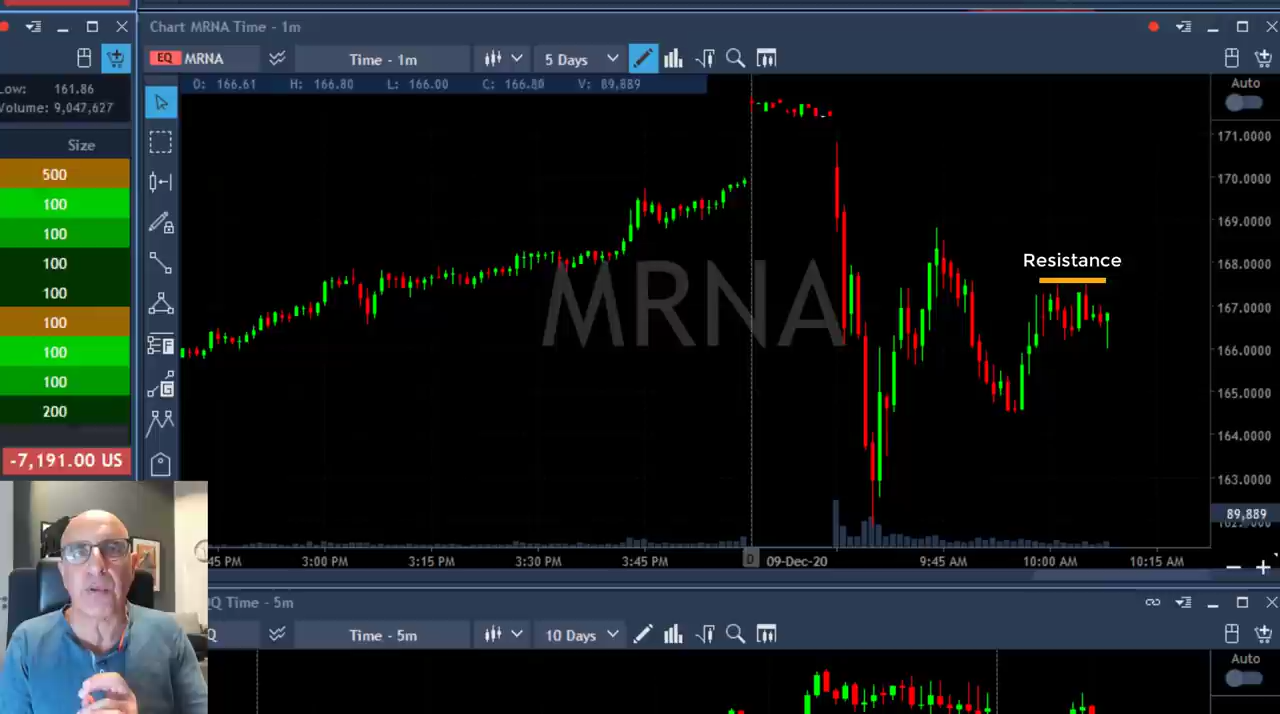 Low: 161.86
Volume: 9,047,627
Size
500
100
100
100
100
100
100
100
200
-7,191.00 US
Chart MRNA Time - 1m
EQ MRNA Time - 1m 5 Days
O: 166.61 H: 166.80 L: 166.00 C: 166.80 V: 89,889
Auto
171.0000
170.0000
169.0000
168.0000
167.0000
166.0000
165.0000
164.0000
163.0000
89,889
MRNA
Resistance
F
G
:45 PM 3:00 PM 3:15 PM 3:30 PM 3:45 PM D 09-Dec-20 9:45 AM 10:00 AM 10:15 AM
Q Time - 5m
Q Time - 5m 10 Days
Auto